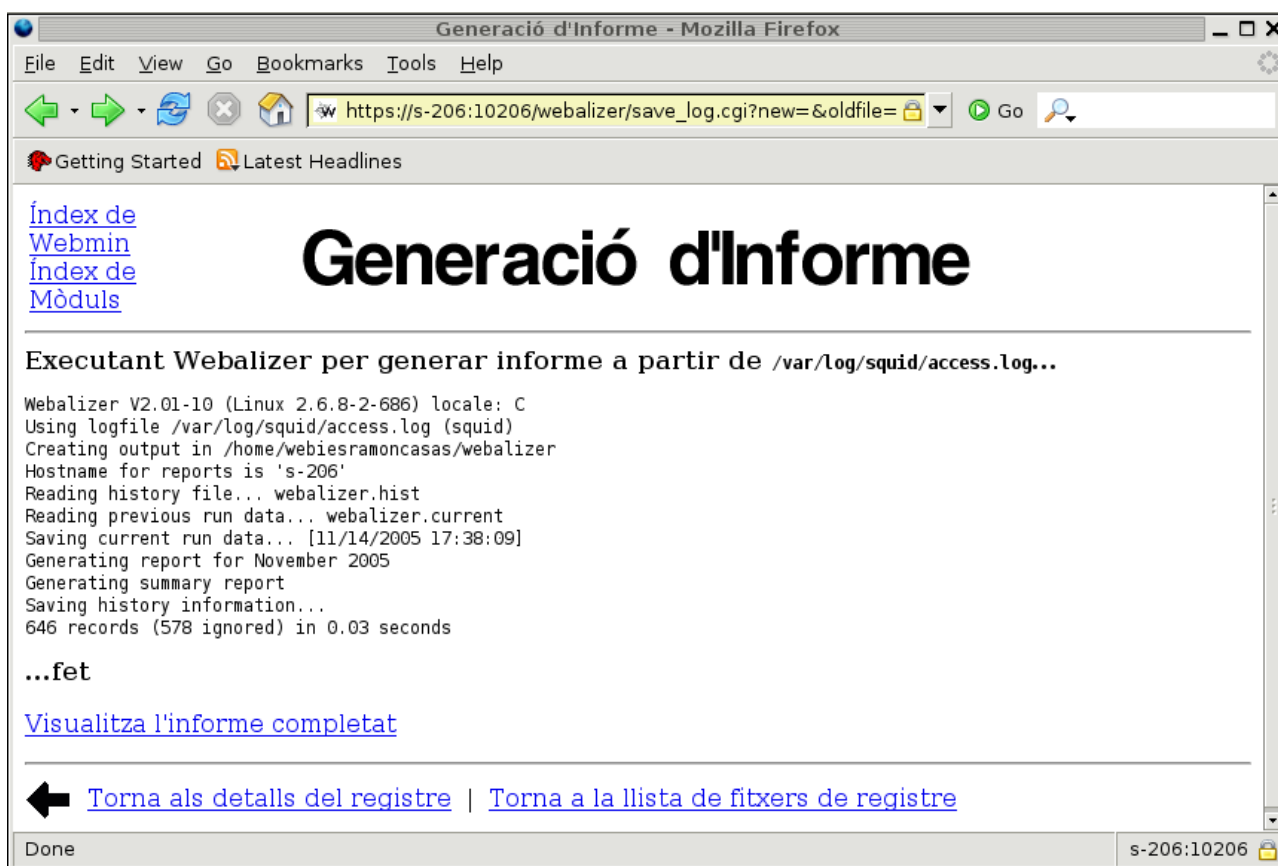 Generació d'Informe - Mozilla Firefox
File Edit View Go Bookmarks Tools Help
https://s-206:10206/webalizer/save_log.cgi?new=&oldfile= Go
Getting Started Latest Headlines
Índex de
Webmin
Índex de
Mòduls
Generació d'Informe
Executant Webalizer per generar informe a partir de /var/log/squid/access.log...
Webalizer V2.01-10 (Linux 2.6.8-2-686) locale: C
Using logfile /var/log/squid/access.log (squid)
Creating output in /home/webiesramoncasas/webalizer
Hostname for reports is 's-206'
Reading history file... webalizer.hist
Reading previous run data... webalizer.current
Saving current run data... [11/14/2005 17:38:09]
Generating report for November 2005
Generating summary report
Saving history information...
646 records (578 ignored) in 0.03 seconds
...fet
Visualitza l'informe completat
Torna als detalls del registre | Torna a la llista de fitxers de registre
Done s-206:10206